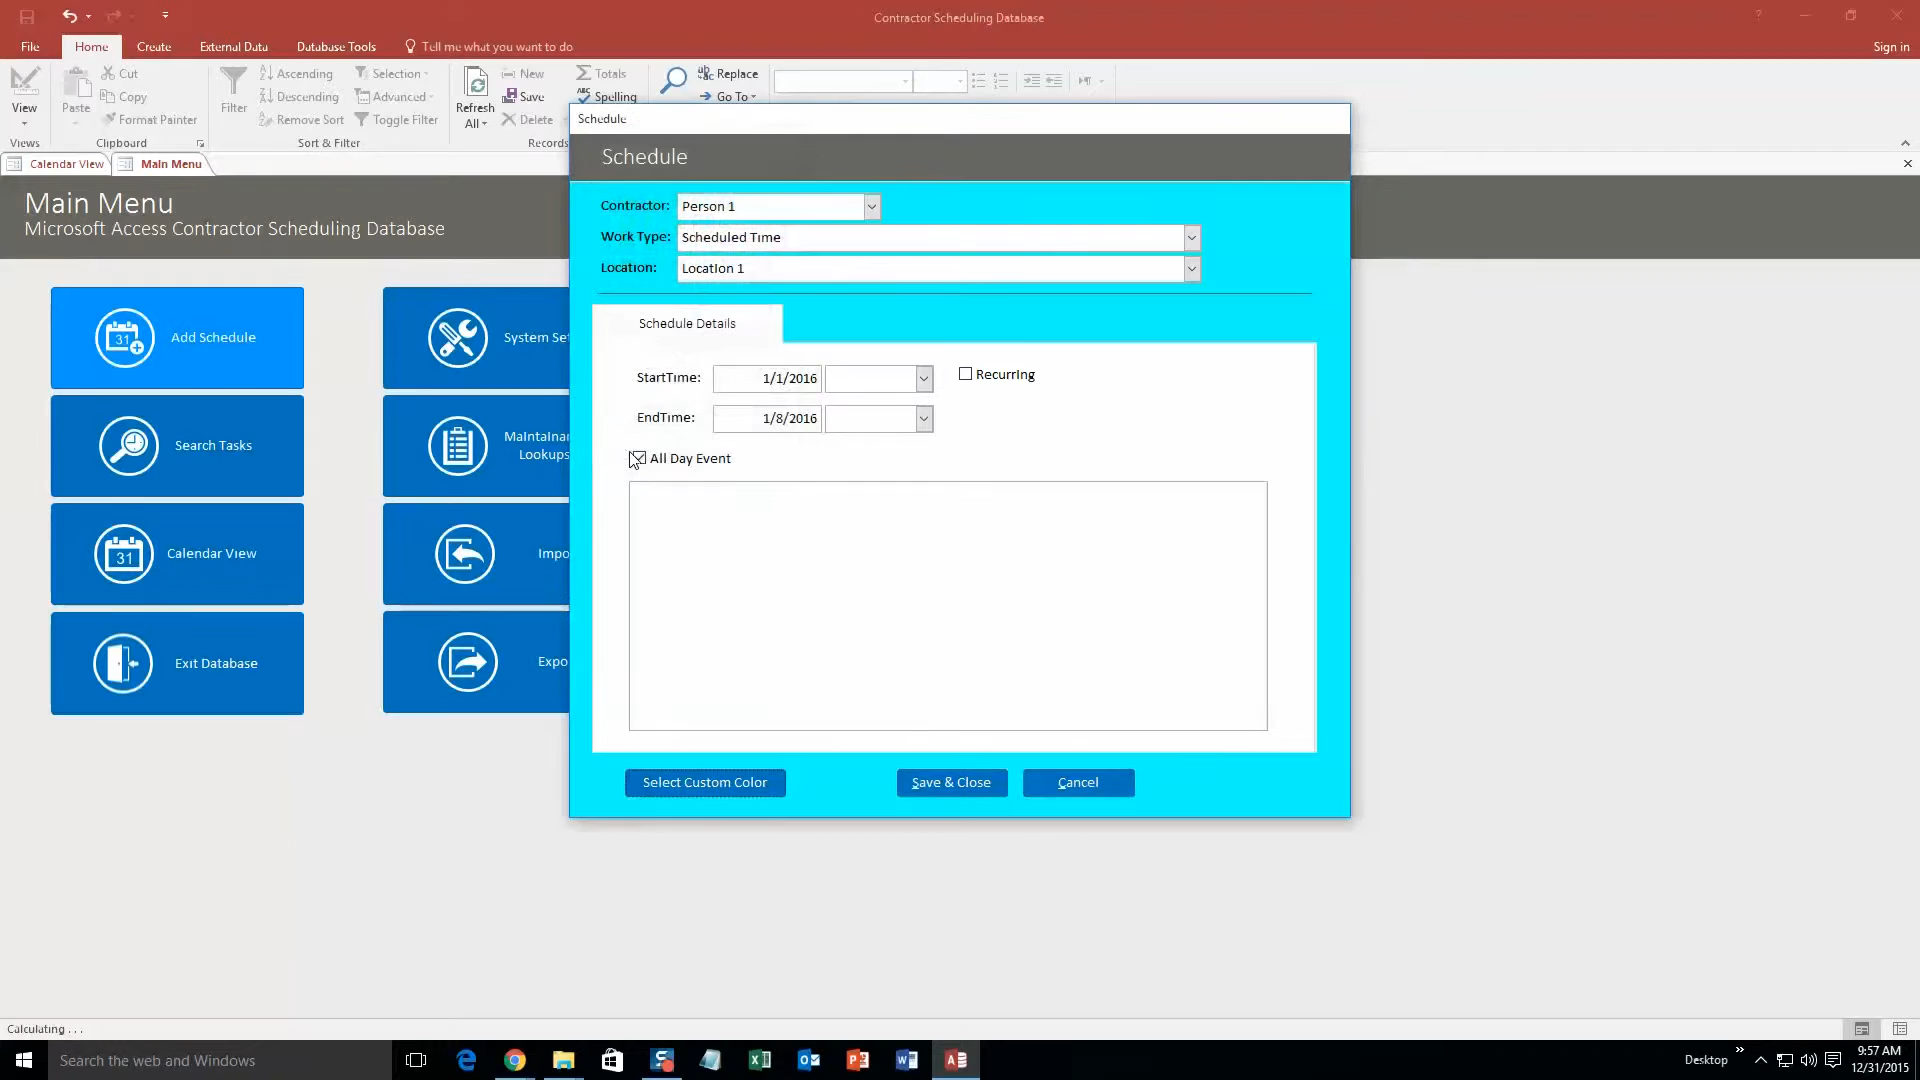 Contractor Scheduling Database
File
Home
Create
External Data
Database Tools
Tell me what you want to do
Sign in
View
Paste
Cut
Copy
Format Painter
Filter
Ascending
Descending
Remove Sort
Selection
Advanced
Toggle Filter
Refresh
All
New
Save
Delete
Totals
Spelling
Replace
Go To
Views
Clipboard
Sort & Filter
Records
Calendar View
Main Menu
Main Menu
Microsoft Access Contractor Scheduling Database
Add Schedule
Search Tasks
Calendar View
31
Exit Database
System Set
Maintainan
Lookups
Impo
Expo
Schedule
Schedule
Contractor: Person 1
Work Type: Scheduled Time
Location: Location 1
Schedule Details
StartTime: 1/1/2016
Recurring
EndTime: 1/8/2016
All Day Event
Select Custom Color
Save & Close
Cancel
Calculating . . .
Search the web and Windows
Desktop
9:57 AM
12/31/2015